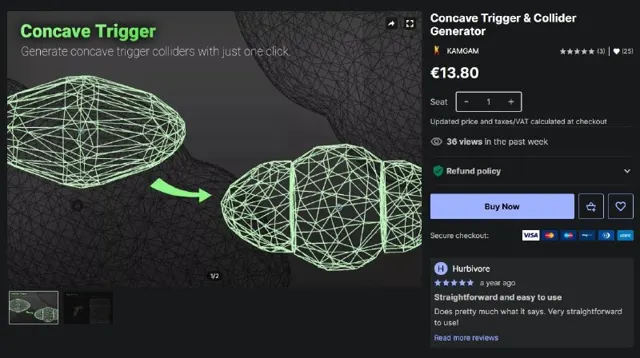 Concave Trigger
Generate concave trigger colliders with just one click.
1/2
Concave Trigger & Collider
Generator
KAMGAM
(3) | (25)
€13.80
Seat - 1 +
Updated price and taxes/VAT calculated at checkout
36 views in the past week
Refund policy
Buy Now
Secure checkout: VISA
H Hurbivore
a year ago
Straightforward and easy to use
Does pretty much what it says. Very straightforward
to use!
Read more reviews